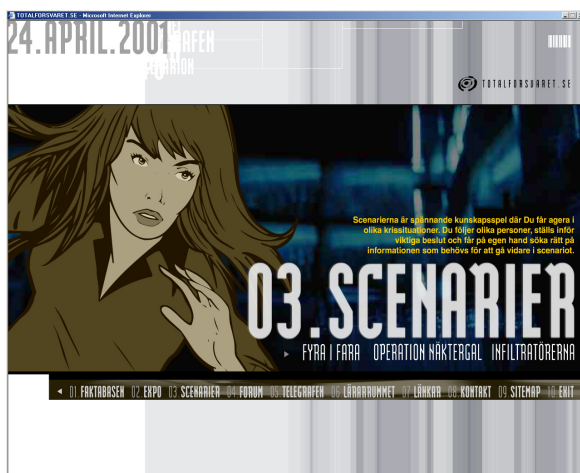 TOTALFORSVARET.SE - Microsoft Internet Explorer
24.APRIL.2001
TOTALFORSVARET.SE
Scenarierna är spännande kunskapsspel där Du får agera i
olika krissituationer. Du följer olika personer, ställs inför
viktiga beslut och får på egen hand söka rätt på
informationen som behövs för att gå vidare i scenariot.
03.SCENARIER
FYRA I FARA OPERATION NÄKTERGAL INFILTRATÖRERNA
01 FAKTABASEN 02 EXPO 03 SCENARIER 04 FORUM 05 TELEGRAFEN 06 LÄRARRUMMET 07 LÄNKAR 08 KONTAKT 09 SITEMAP 10 EXIT